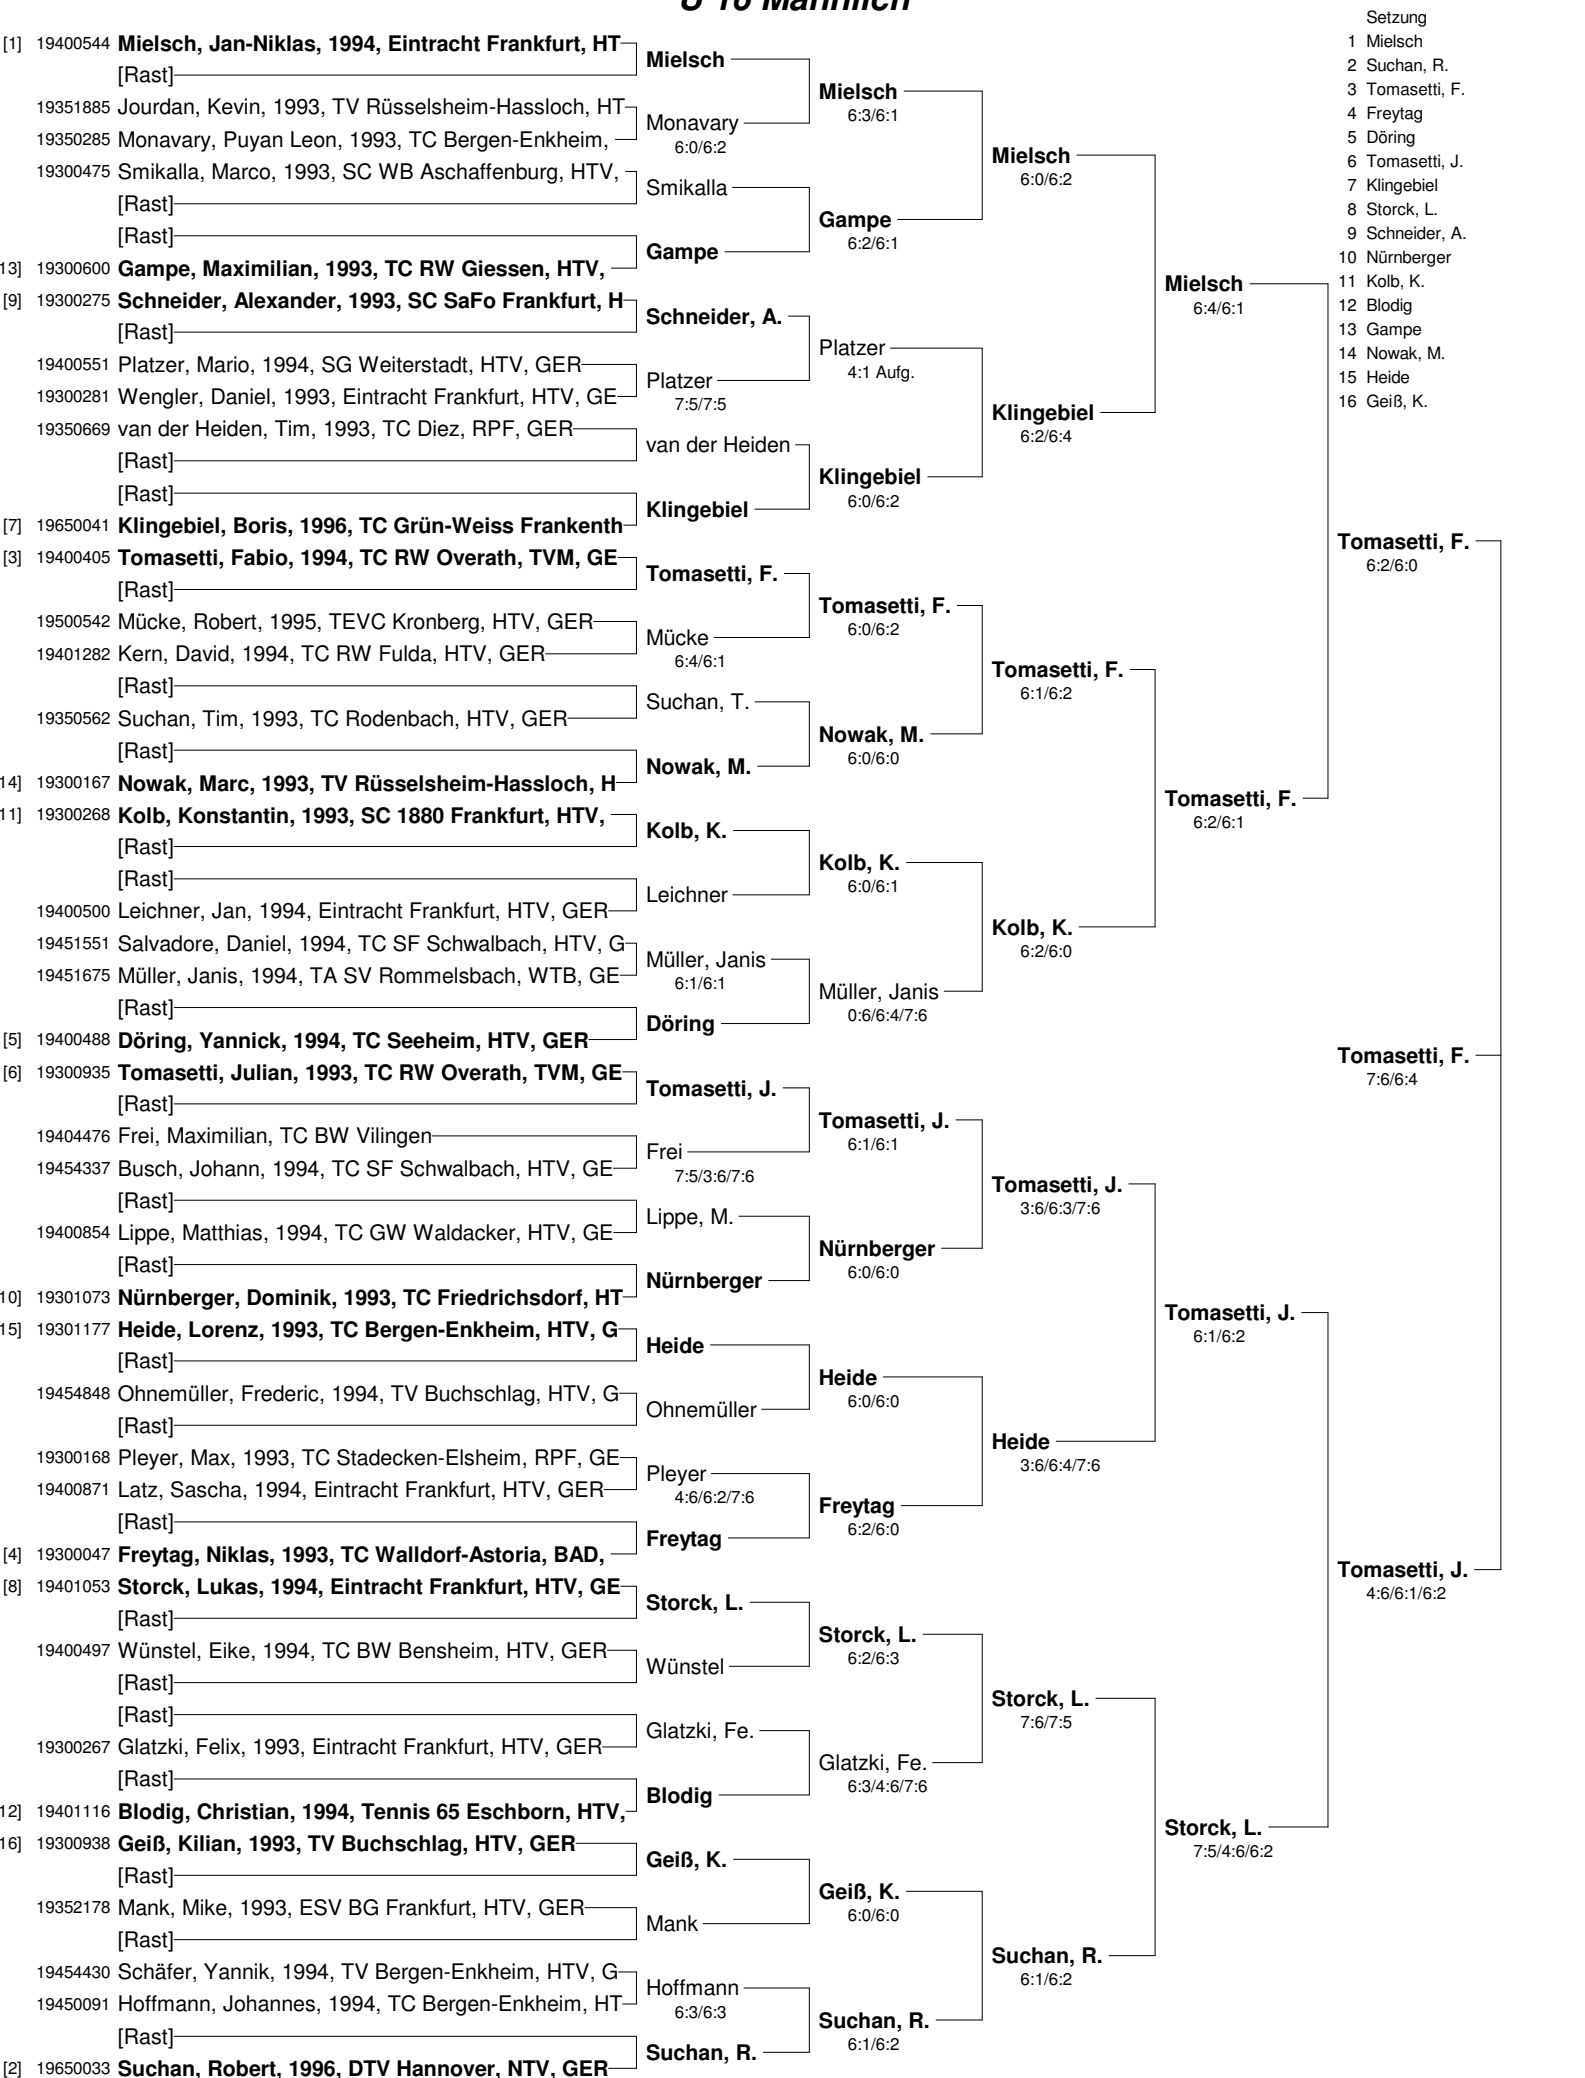 U 16 Männlich
[1] 19400544 Mielsch, Jan-Niklas, 1994, Eintracht Frankfurt, HT
[Rast]
19351885 Jourdan, Kevin, 1993, TV Rüsselsheim-Hassloch, HT
19350285 Monavary, Puyan Leon, 1993, TC Bergen-Enkheim,
19300475 Smikalla, Marco, 1993, SC WB Aschaffenburg, HTV,
[Rast]
[Rast]
13] 19300600 Gampe, Maximilian, 1993, TC RW Giessen, HTV,
[9] 19300275 Schneider, Alexander, 1993, SC SaFo Frankfurt, H
[Rast]
19400551 Platzer, Mario, 1994, SG Weiterstadt, HTV, GER
19300281 Wengler, Daniel, 1993, Eintracht Frankfurt, HTV, GE
19350669 van der Heiden, Tim, 1993, TC Diez, RPF, GER
[Rast]
[Rast]
[7] 19650041 Klingebiel, Boris, 1996, TC Grün-Weiss Frankenth
[3] 19400405 Tomasetti, Fabio, 1994, TC RW Overath, TVM, GE
[Rast]
19500542 Mücke, Robert, 1995, TEVC Kronberg, HTV, GER
19401282 Kern, David, 1994, TC RW Fulda, HTV, GER
[Rast]
19350562 Suchan, Tim, 1993, TC Rodenbach, HTV, GER
[Rast]
14] 19300167 Nowak, Marc, 1993, TV Rüsselsheim-Hassloch, H
11] 19300268 Kolb, Konstantin, 1993, SC 1880 Frankfurt, HTV,
[Rast]
[Rast]
19400500 Leichner, Jan, 1994, Eintracht Frankfurt, HTV, GER
19451551 Salvadore, Daniel, 1994, TC SF Schwalbach, HTV, G
19451675 Müller, Janis, 1994, TA SV Rommelsbach, WTB, GE
[Rast]
[5] 19400488 Döring, Yannick, 1994, TC Seeheim, HTV, GER
[6] 19300935 Tomasetti, Julian, 1993, TC RW Overath, TVM, GE
[Rast]
19404476 Frei, Maximilian, TC BW Vilingen
19454337 Busch, Johann, 1994, TC SF Schwalbach, HTV, GE
[Rast]
19400854 Lippe, Matthias, 1994, TC GW Waldacker, HTV, GE
[Rast]
10] 19301073 Nürnberger, Dominik, 1993, TC Friedrichsdorf, HT
15] 19301177 Heide, Lorenz, 1993, TC Bergen-Enkheim, HTV, G
[Rast]
19454848 Ohnemüller, Frederic, 1994, TV Buchschlag, HTV, G
[Rast]
19300168 Pleyer, Max, 1993, TC Stadecken-Elsheim, RPF, GE
19400871 Latz, Sascha, 1994, Eintracht Frankfurt, HTV, GER
[Rast]
[4] 19300047 Freytag, Niklas, 1993, TC Walldorf-Astoria, BAD,
[8] 19401053 Storck, Lukas, 1994, Eintracht Frankfurt, HTV, GE
[Rast]
19400497 Wünstel, Eike, 1994, TC BW Bensheim, HTV, GER
[Rast]
[Rast]
19300267 Glatzki, Felix, 1993, Eintracht Frankfurt, HTV, GER
[Rast]
12] 19401116 Blodig, Christian, 1994, Tennis 65 Eschborn, HTV,
16] 19300938 Geiß, Kilian, 1993, TV Buchschlag, HTV, GER
[Rast]
19352178 Mank, Mike, 1993, ESV BG Frankfurt, HTV, GER
[Rast]
19454430 Schäfer, Yannik, 1994, TV Bergen-Enkheim, HTV, G
19450091 Hoffmann, Johannes, 1994, TC Bergen-Enkheim, HT
[Rast]
[2] 19650033 Suchan, Robert, 1996, DTV Hannover, NTV, GER
Mielsch
Monavary
6:0/6:2
Smikalla
Gampe
Schneider, A.
Platzer
7:5/7:5
van der Heiden
Klingebiel
Tomasetti, F.
Mücke
6:4/6:1
Suchan, T.
Nowak, M.
Kolb, K.
Leichner
Müller, Janis
6:1/6:1
Döring
Tomasetti, J.
Frei
7:5/3:6/7:6
Lippe, M.
Nürnberger
Heide
Ohnemüller
Pleyer
4:6/6:2/7:6
Freytag
Storck, L.
Wünstel
Glatzki, Fe.
Blodig
Geiß, K.
Mank
Hoffmann
6:3/6:3
Suchan, R.
Mielsch
6:3/6:1
Gampe
6:2/6:1
Platzer
4:1 Aufg.
Klingebiel
6:0/6:2
Tomasetti, F.
6:0/6:2
Nowak, M.
6:0/6:0
Kolb, K.
6:0/6:1
Müller, Janis
0:6/6:4/7:6
Tomasetti, J.
6:1/6:1
Nürnberger
6:0/6:0
Heide
6:0/6:0
Freytag
6:2/6:0
Storck, L.
6:2/6:3
Glatzki, Fe.
6:3/4:6/7:6
Geiß, K.
6:0/6:0
Suchan, R.
6:1/6:2
Mielsch
6:0/6:2
Klingebiel
6:2/6:4
Tomasetti, F.
6:1/6:2
Kolb, K.
6:2/6:0
Tomasetti, J.
3:6/6:3/7:6
Heide
3:6/6:4/7:6
Storck, L.
7:6/7:5
Suchan, R.
6:1/6:2
Mielsch
6:4/6:1
Tomasetti, F.
6:2/6:1
Tomasetti, J.
6:1/6:2
Storck, L.
7:5/4:6/6:2
Tomasetti, F.
6:2/6:0
Tomasetti, F.
7:6/6:4
Tomasetti, J.
4:6/6:1/6:2
Setzung
1 Mielsch
2 Suchan, R.
3 Tomasetti, F.
4 Freytag
5 Döring
6 Tomasetti, J.
7 Klingebiel
8 Storck, L.
9 Schneider, A.
10 Nürnberger
11 Kolb, K.
12 Blodig
13 Gampe
14 Nowak, M.
15 Heide
16 Geiß, K.